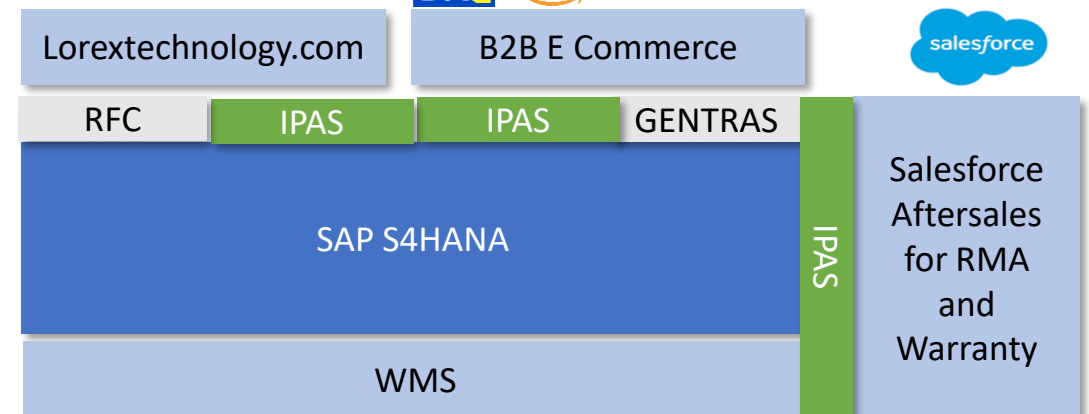 Lorextechnology.com
B2B E Commerce
salesforce
RFC
IPAS
IPAS
GENTRAS
SAP S4HANA
IPAS
Salesforce
Aftersales
for RMA
and
Warranty
WMS